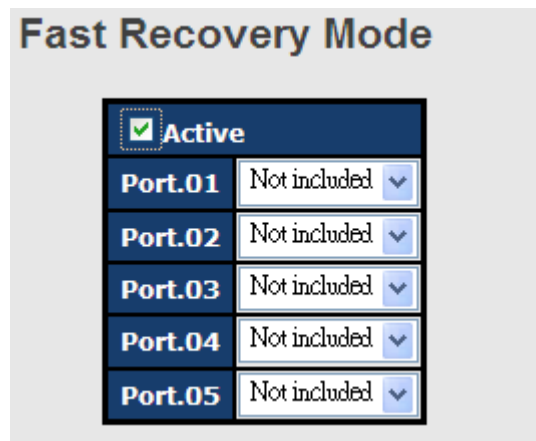 Fast Recovery Mode
Active
Port.01 Not included
Port.02 Not included
Port.03 Not included
Port.04 Not included
Port.05 Not included